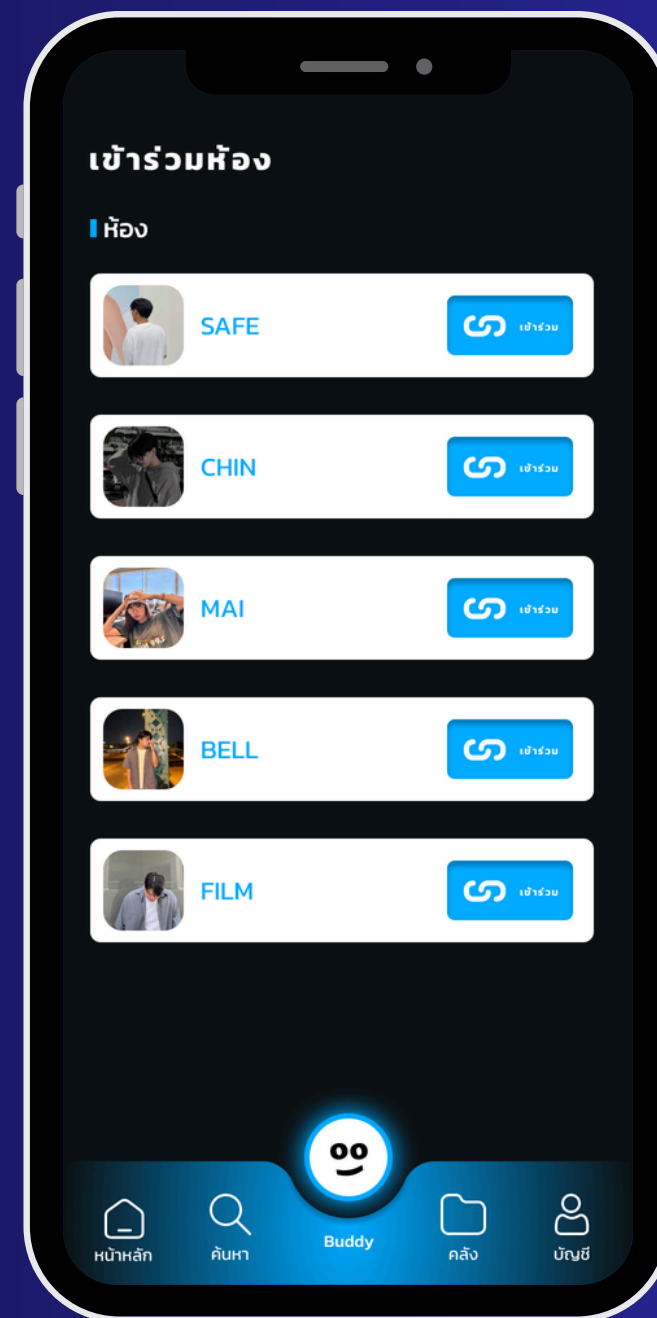 เข้าร่วมห้อง
ห้อง
SAFE
เข้าร่วม
CHIN
เข้าร่วม
MAI
เข้าร่วม
BELL
เข้าร่วม
FILM
เข้าร่วม
หน้าหลัก
ค้นหา
Buddy
คลัง
บัญชี